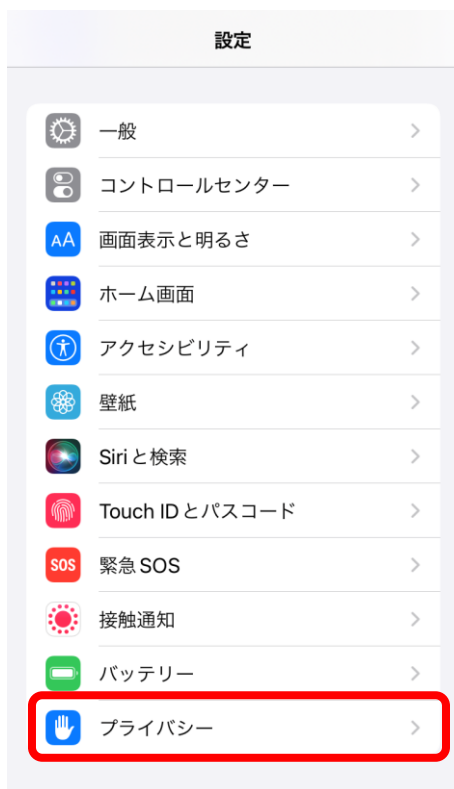 設定
一般
コントロールセンター
AA 画面表示と明るさ
ホーム画面
アクセシビリティ
壁紙
Siriと検索
Touch IDとパスコード
SOS 緊急SOS
接触通知
バッテリー
プライバシー